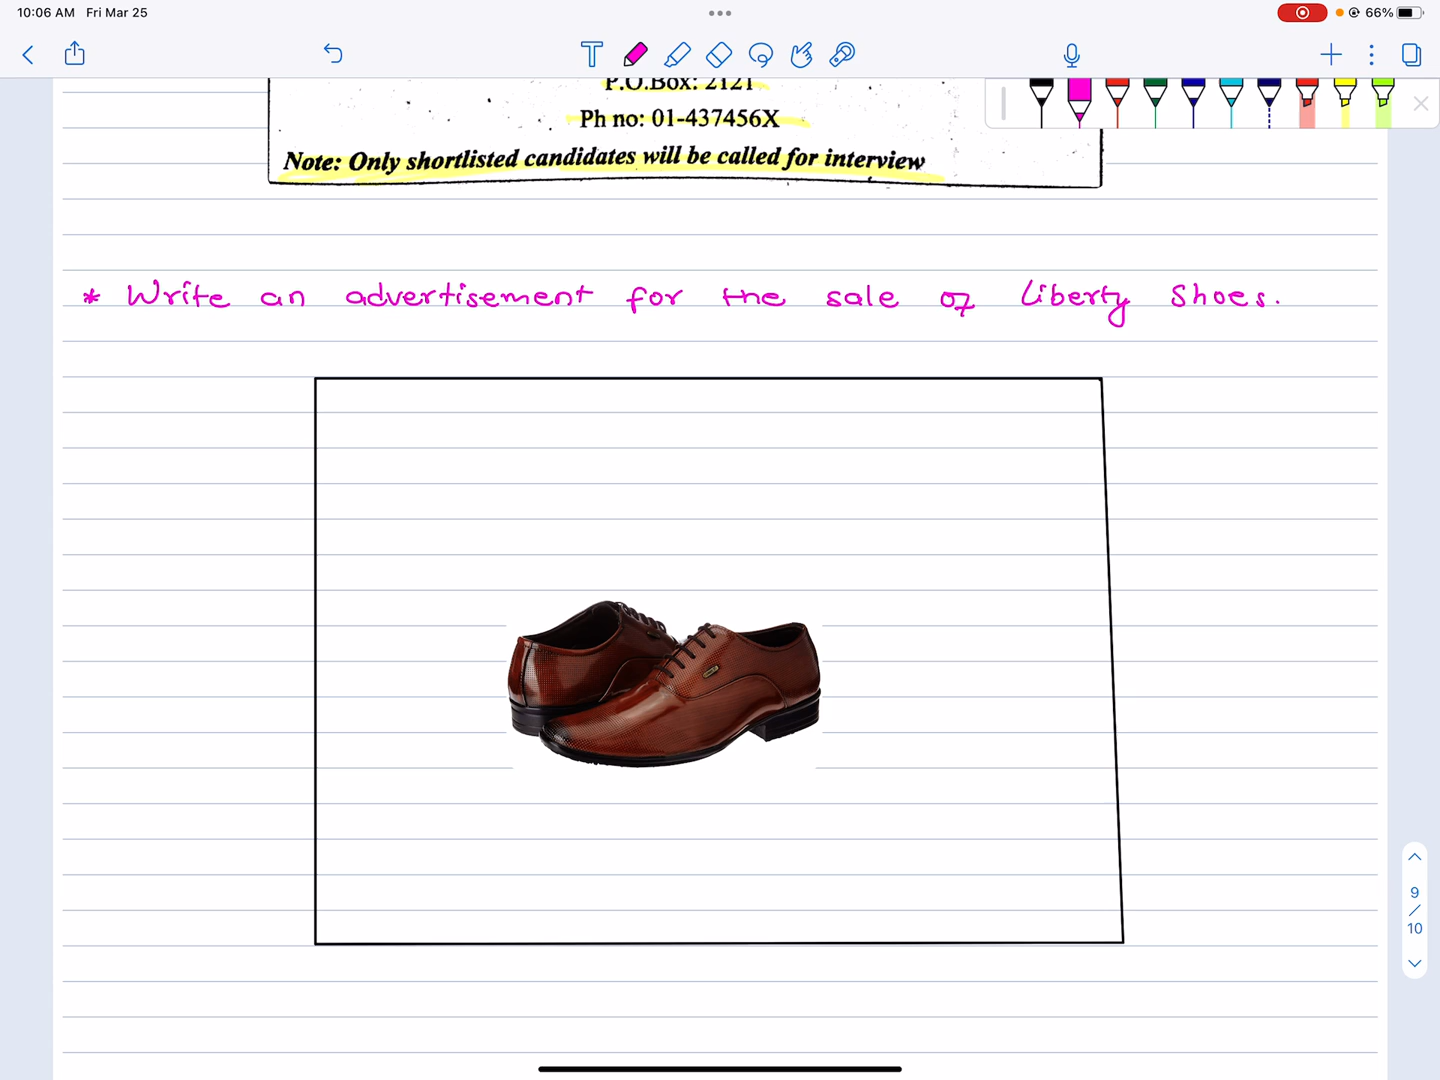 10:06 AM Fri Mar 25
66%
P.O.Box: 2121
Ph no: 01-437456X
Note: Only shortlisted candidates will be called for interview
* Write an advertisement for the sale of Liberty Shoes.
9
/
10